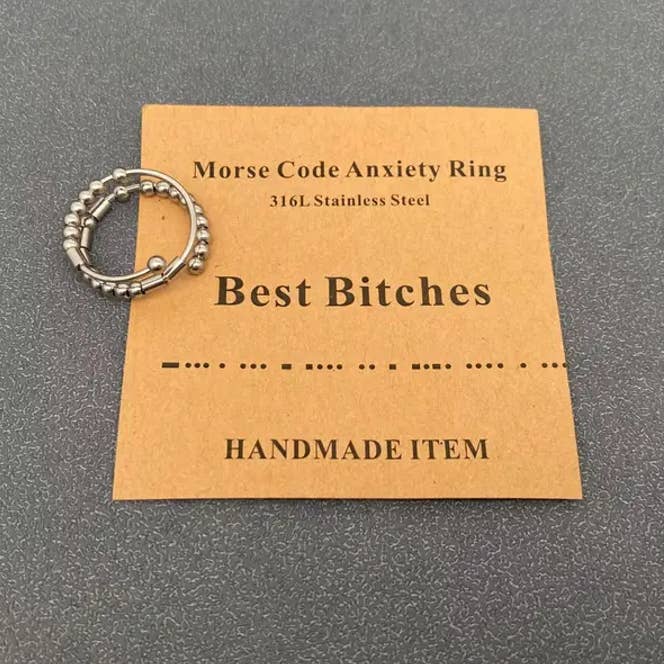 Morse Code Anxiety Ring
316L Stainless Steel
Best Bitches
-... . ... - -... .. - -.-. .... . ...
HANDMADE ITEM